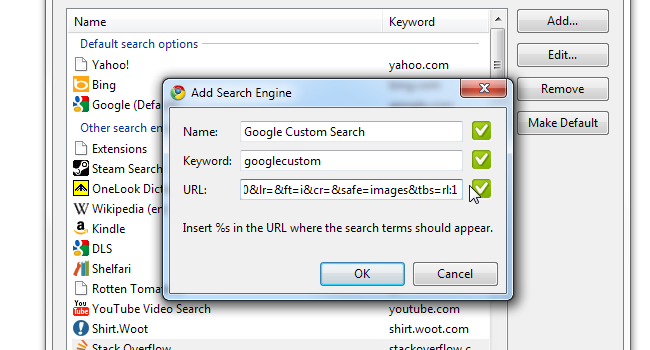 Name Keyword
Default search options
Yahoo! yahoo.com
Bing
Google (Defa
Other search en
Extensions
Steam Search
OneLook Dict
Wikipedia (en
Kindle
DLS
Shelfari
Rotten Tomat
You Tube YouTube Video Search youtube.com
Shirt.Woot shirt.woot.com
Stack Overflow stackoverflow.c
Add...
Edit...
Remove
Make Default
Add Search Engine
Name: Google Custom Search
Keyword: googlecustom
URL: 0&lr=&ft=i&cr=&safe=images&tbs=rl:1
Insert %s in the URL where the search terms should appear.
OK Cancel